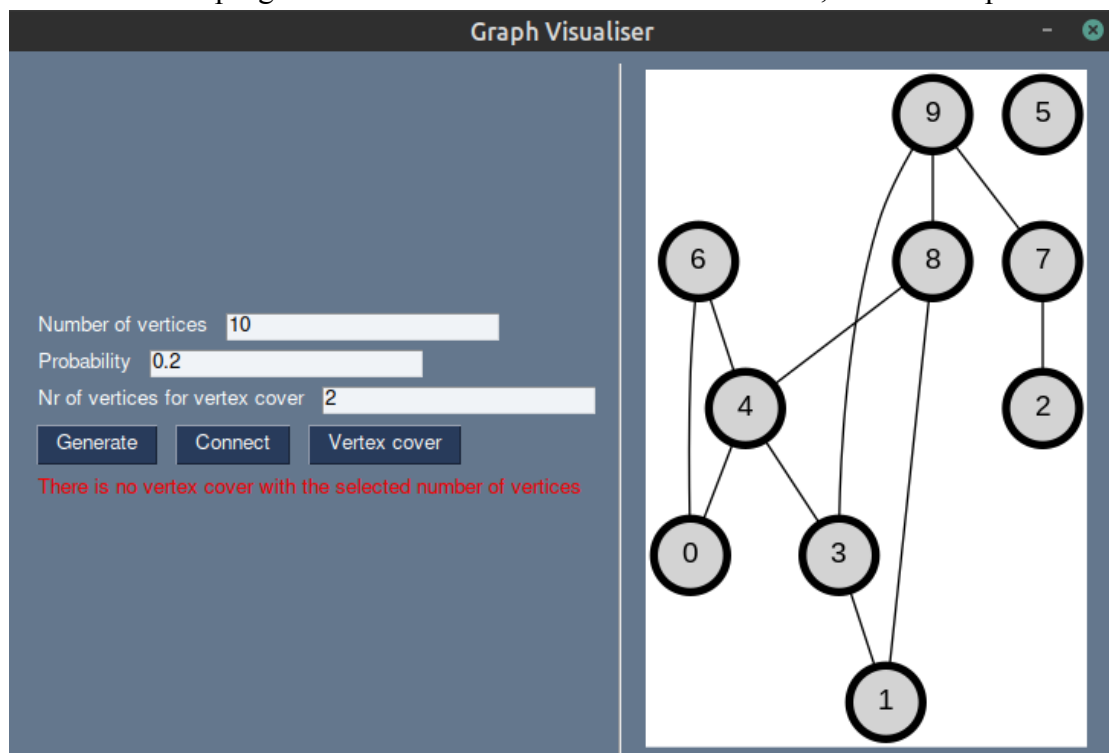 Graph Visualiser
Number of vertices 10
Probability 0.2
Nr of vertices for vertex cover 2
Generate Connect Vertex cover
There is no vertex cover with the selected number of vertices
9 5
6 8 7
4 2
0 3
1